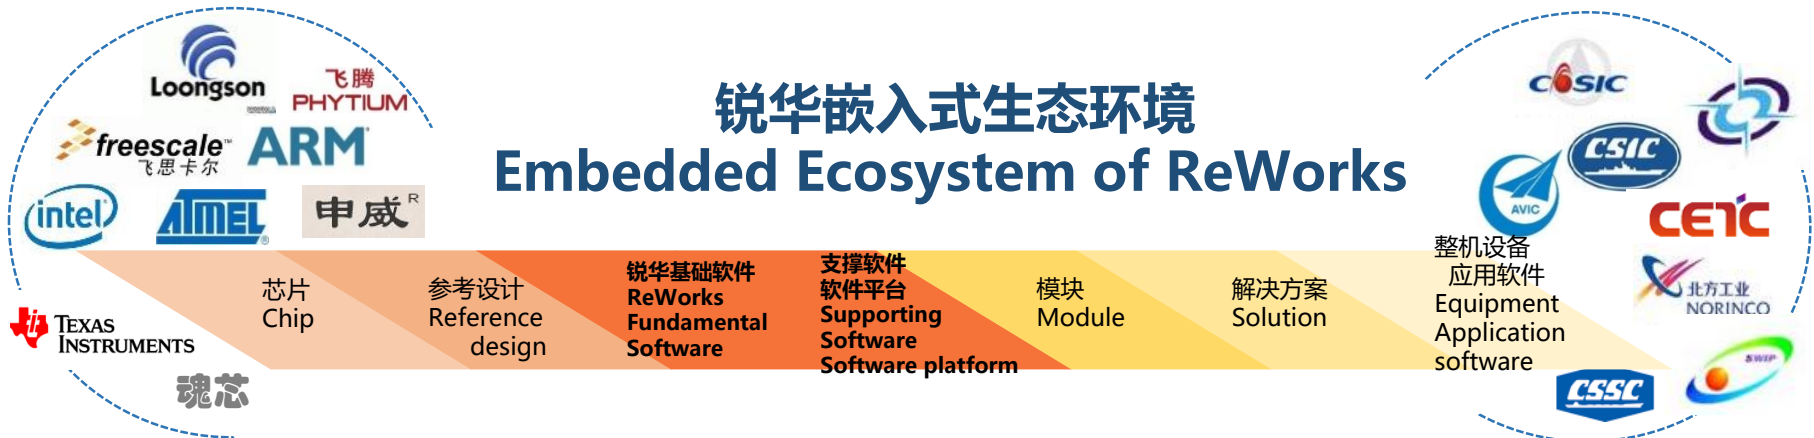 锐华嵌入式生态环境
Embedded Ecosystem of ReWorks
Loongson
飞腾
PHYTIUM
freescale™
飞思卡尔
ARM
intel
ATMEL
申威R
TEXAS
INSTRUMENTS
魂芯
芯片
Chip
参考设计
Reference
design
锐华基础软件
ReWorks
Fundamental
Software
支撑软件
软件平台
Supporting
Software
Software platform
模块
Module
解决方案
Solution
整机设备
应用软件
Equipment
Application
software
COSIC
CSIC
AVIC
CETC
北方工业
NORINCO
SWIP
CSSC